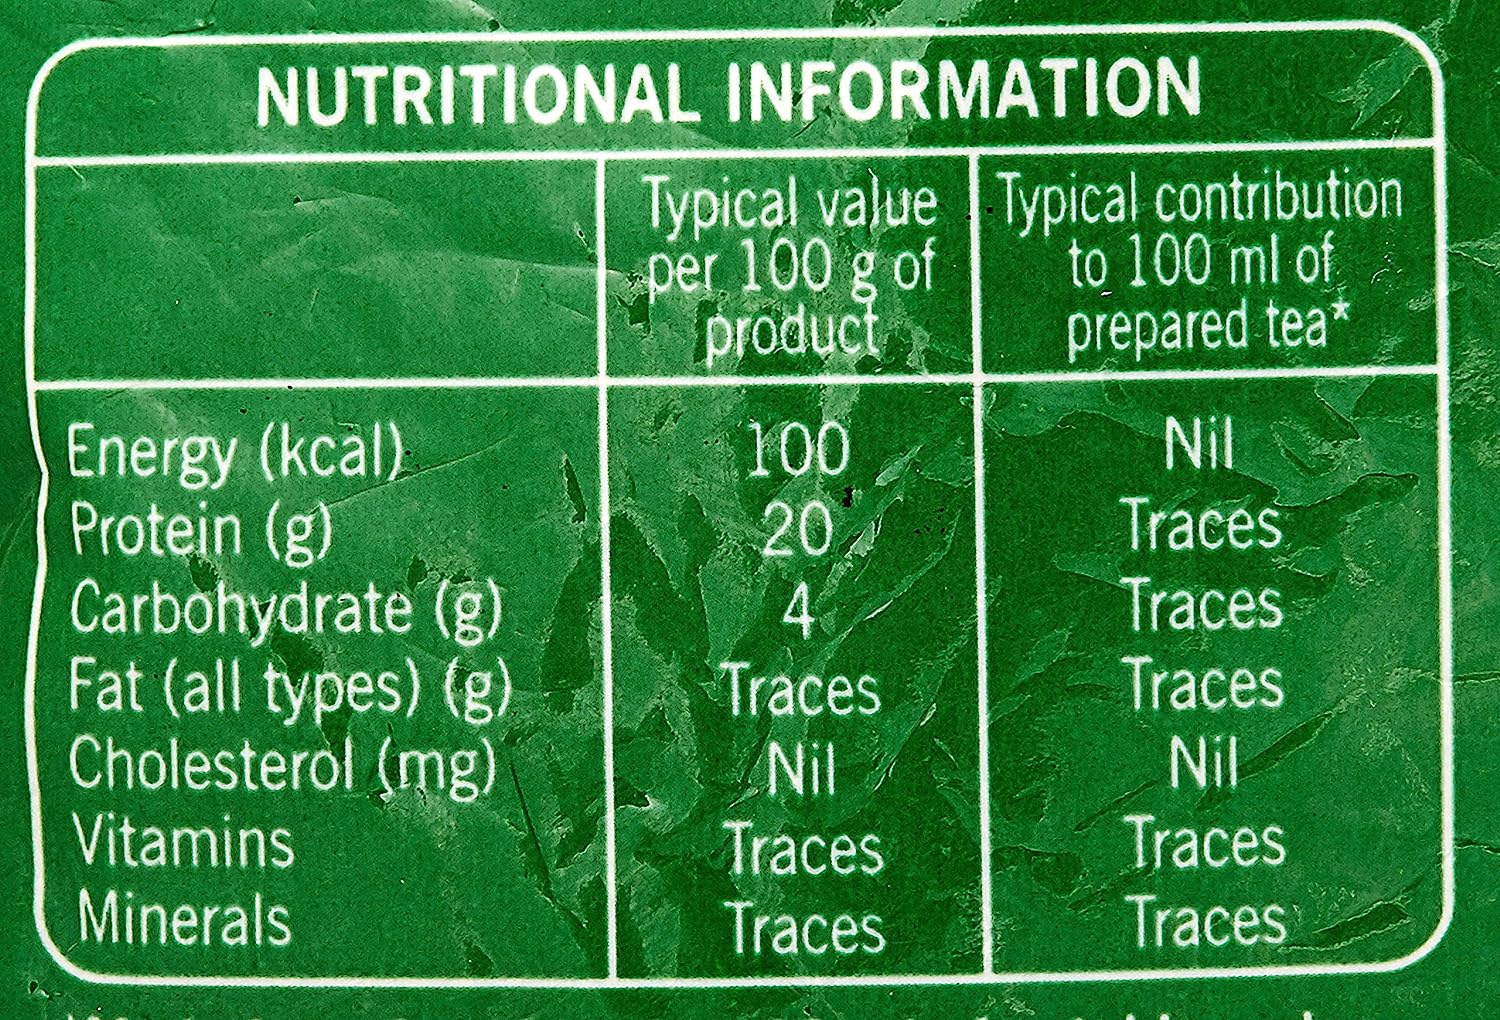 NUTRITIONAL INFORMATION
Typical value
per 100 g of
product
Typical contribution
to 100 ml of
prepared tea*
Energy (kcal) 100 Nil
Protein (g) 20 Traces
Carbohydrate (g) 4 Traces
Fat (all types) (g) Traces Traces
Cholesterol (mg) Nil Nil
Vitamins Traces Traces
Minerals Traces Traces